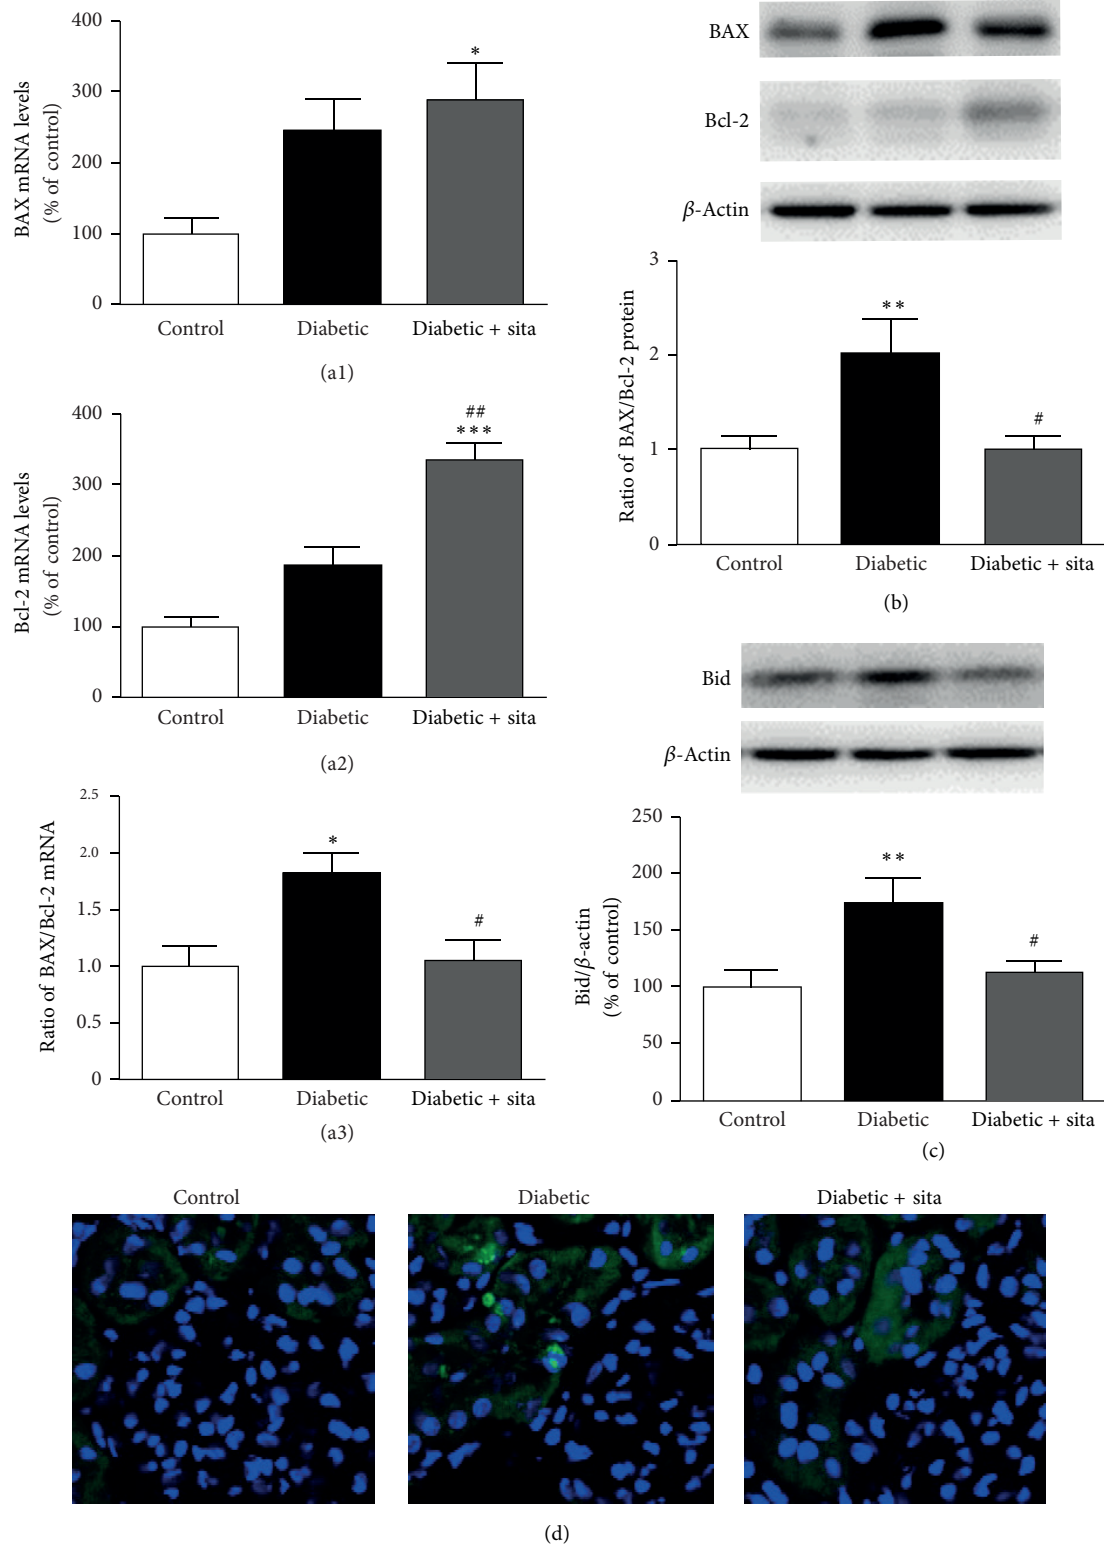 BAX mRNA levels
(% of control)
400
300
200
100
0
*
Control
Diabetic
Diabetic + sita
(a1)
Bcl-2 mRNA levels
(% of control)
400
300
200
100
0
##
***
Control
Diabetic
Diabetic + sita
(a2)
Ratio of BAX/Bcl-2 mRNA
2.5
2.0
1.5
1.0
0.5
0
*
#
Control
Diabetic
Diabetic + sita
(a3)
BAX
Bcl-2
β-Actin
Ratio of BAX/Bcl-2 protein
3
2
1
0
**
#
Control
Diabetic
Diabetic + sita
(b)
Bid
β-Actin
Bid/β-actin
(% of control)
250
200
150
100
50
0
**
#
Control
Diabetic
Diabetic + sita
(c)
Control
Diabetic
Diabetic + sita
(d)